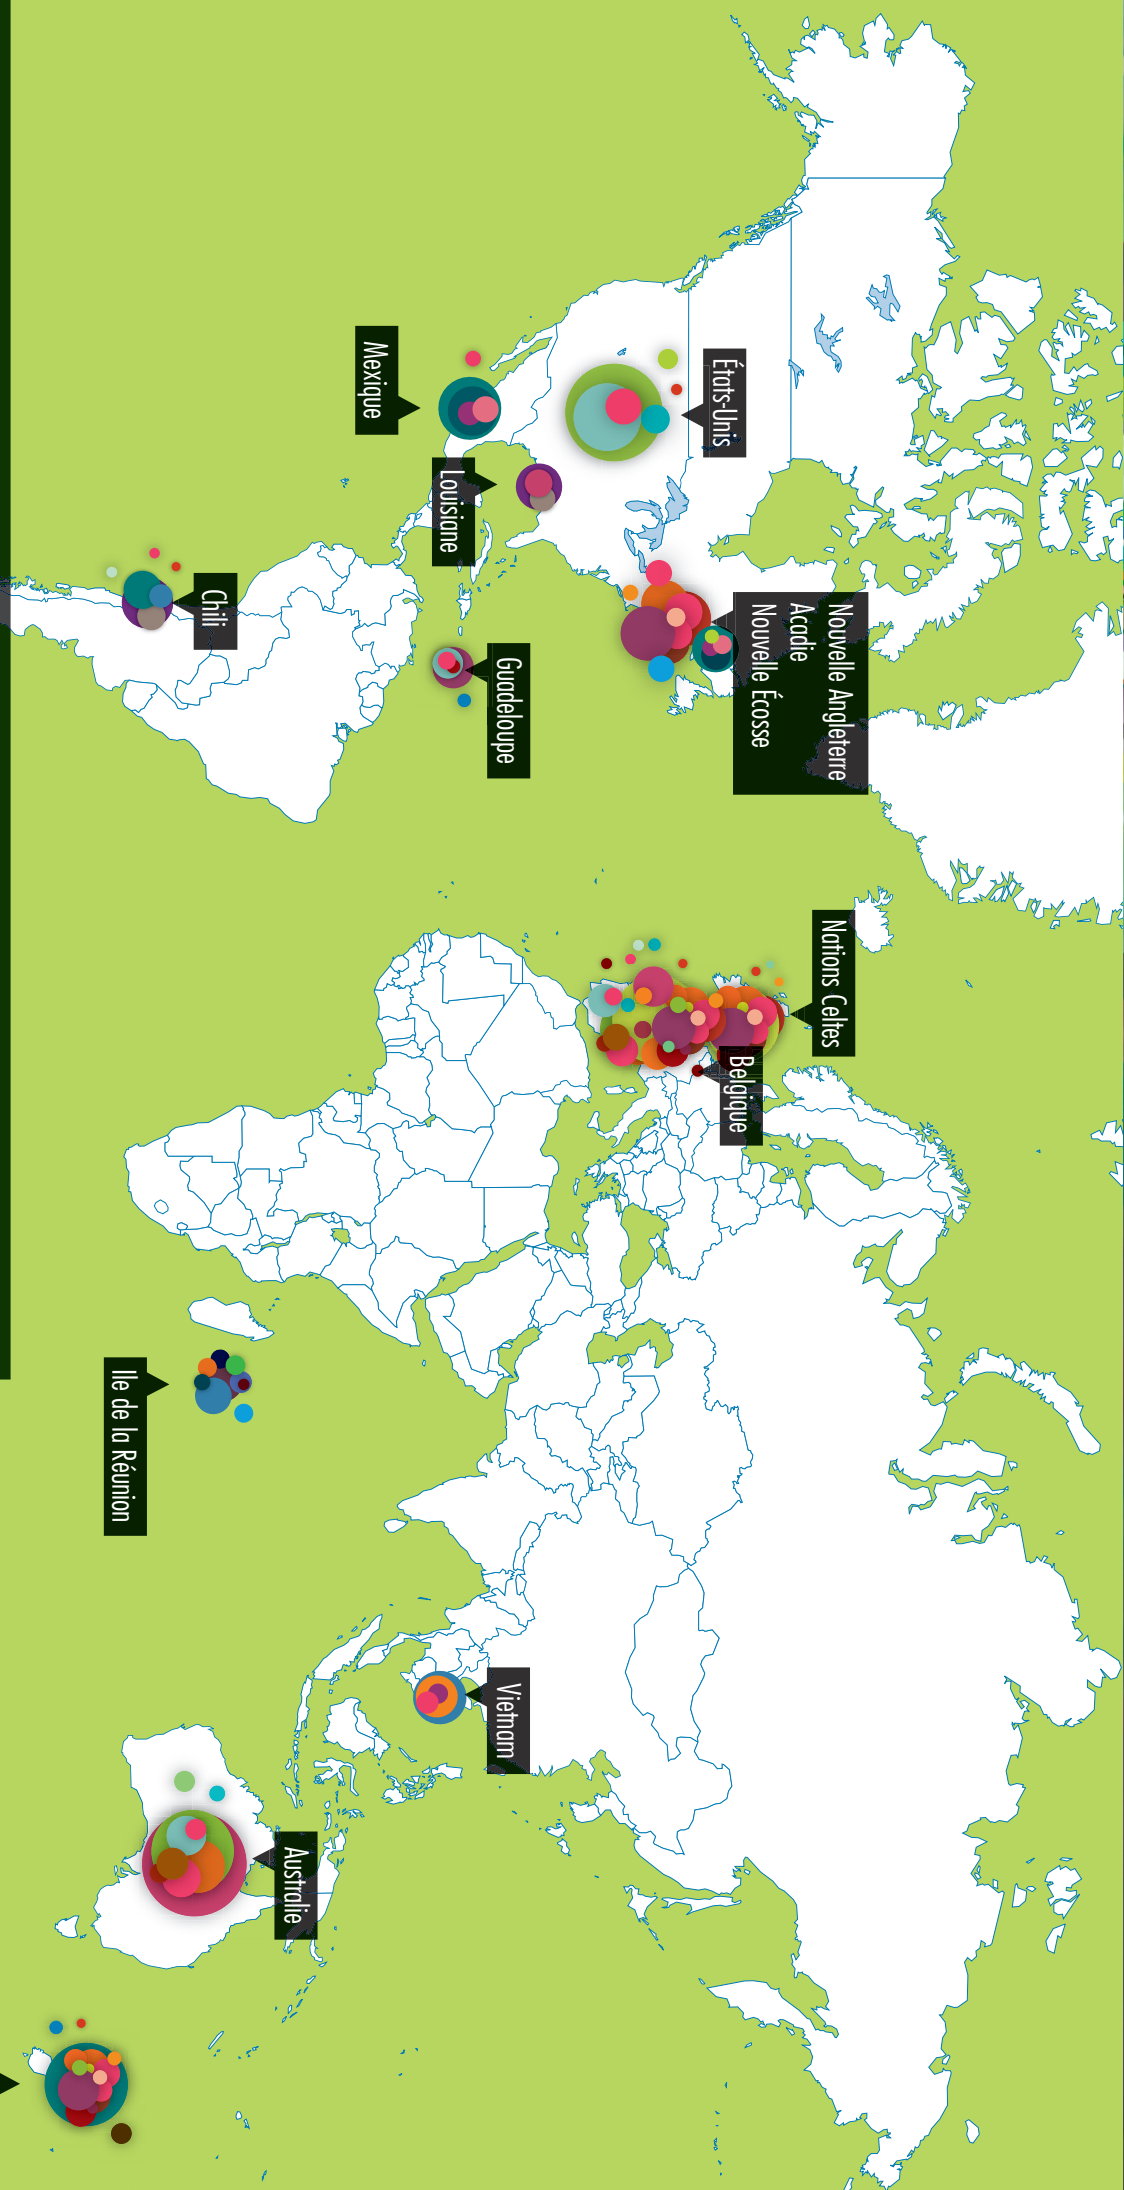 États-Unis
Mexique
Louisiane
Nouvelle Angleterre
Acadie
Nouvelle Écosse
Chili
Guadeloupe
Nations Celtes
Belgique
Ile de la Réunion
Vietnam
Australie